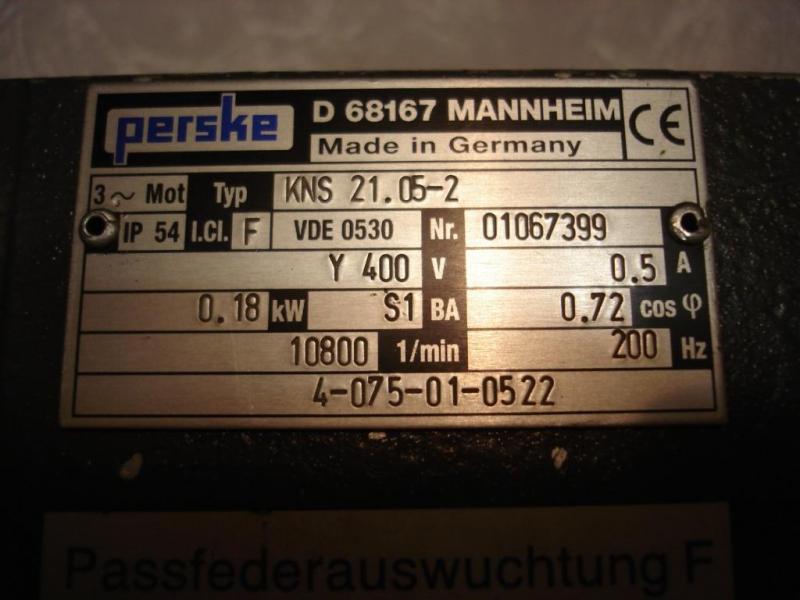 perske D 68167 MANNHEIM CE
Made in Germany
3~ Mot Typ KNS 21.05-2
IP 54 I.Cl. F VDE 0530 Nr. 01067399
Y 400 V 0.5 A
0.18 kW S1 BA 0.72 cos φ
10800 1/min 200 Hz
4-075-01-0522
Passfederauswuchtung F